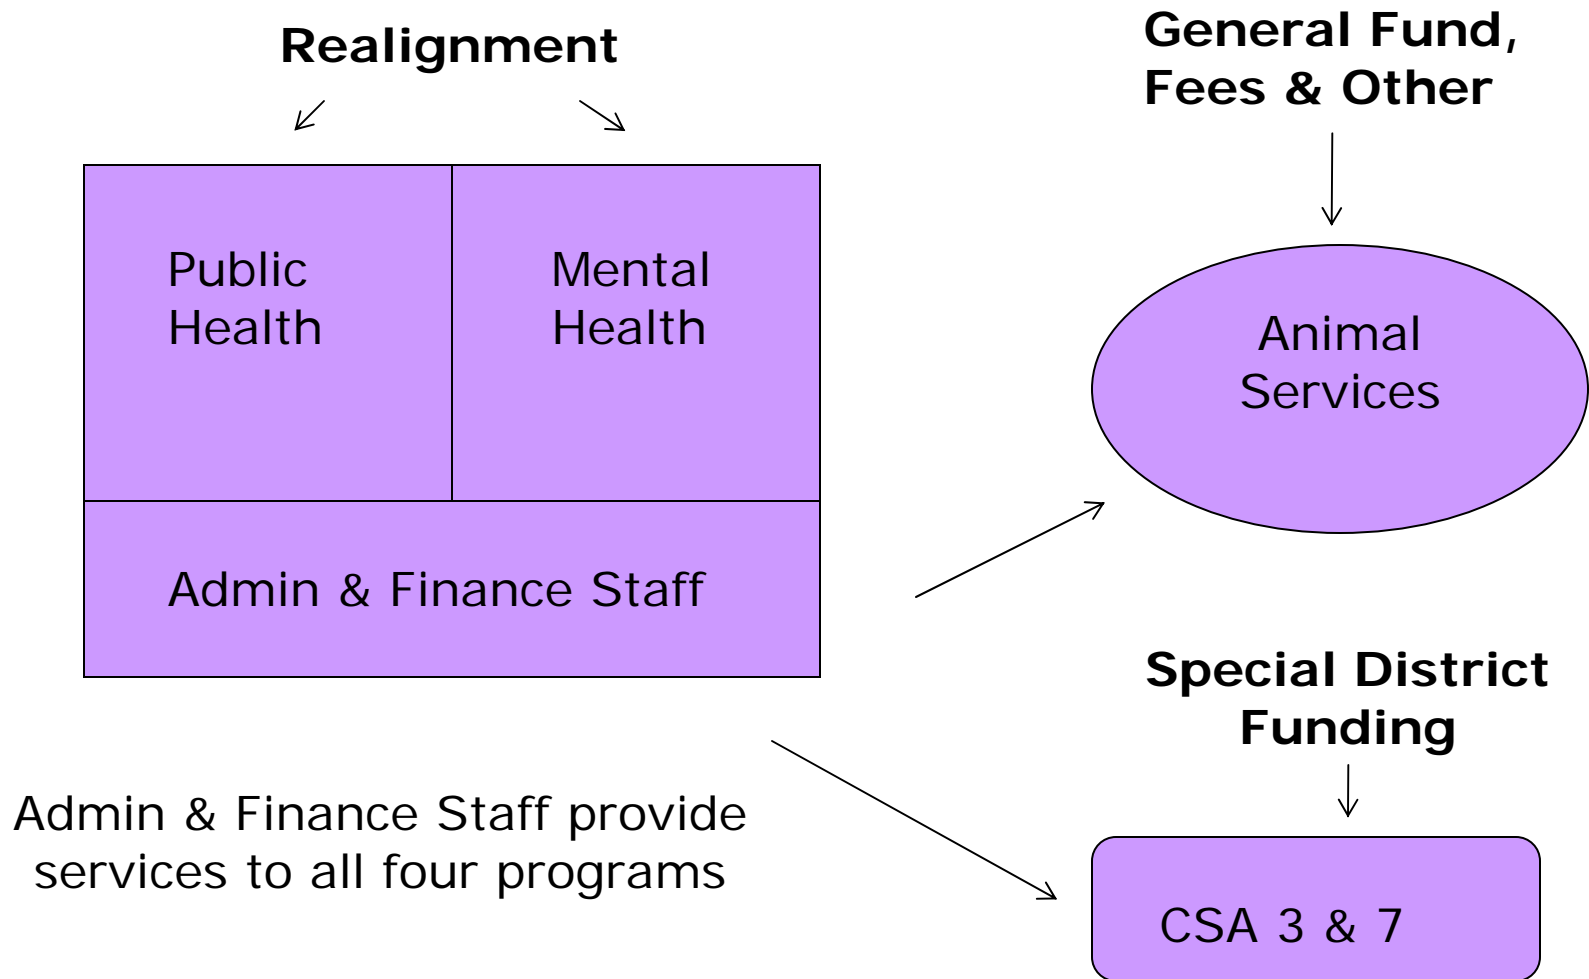 Realignment
General Fund,
Fees & Other
Public
Health
Mental
Health
Animal
Services
Admin & Finance Staff
Special District
Funding
Admin & Finance Staff provide
services to all four programs
CSA 3 & 7